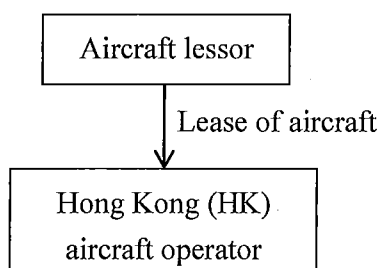 Aircraft lessor
Lease of aircraft
Hong Kong (HK)
aircraft operator